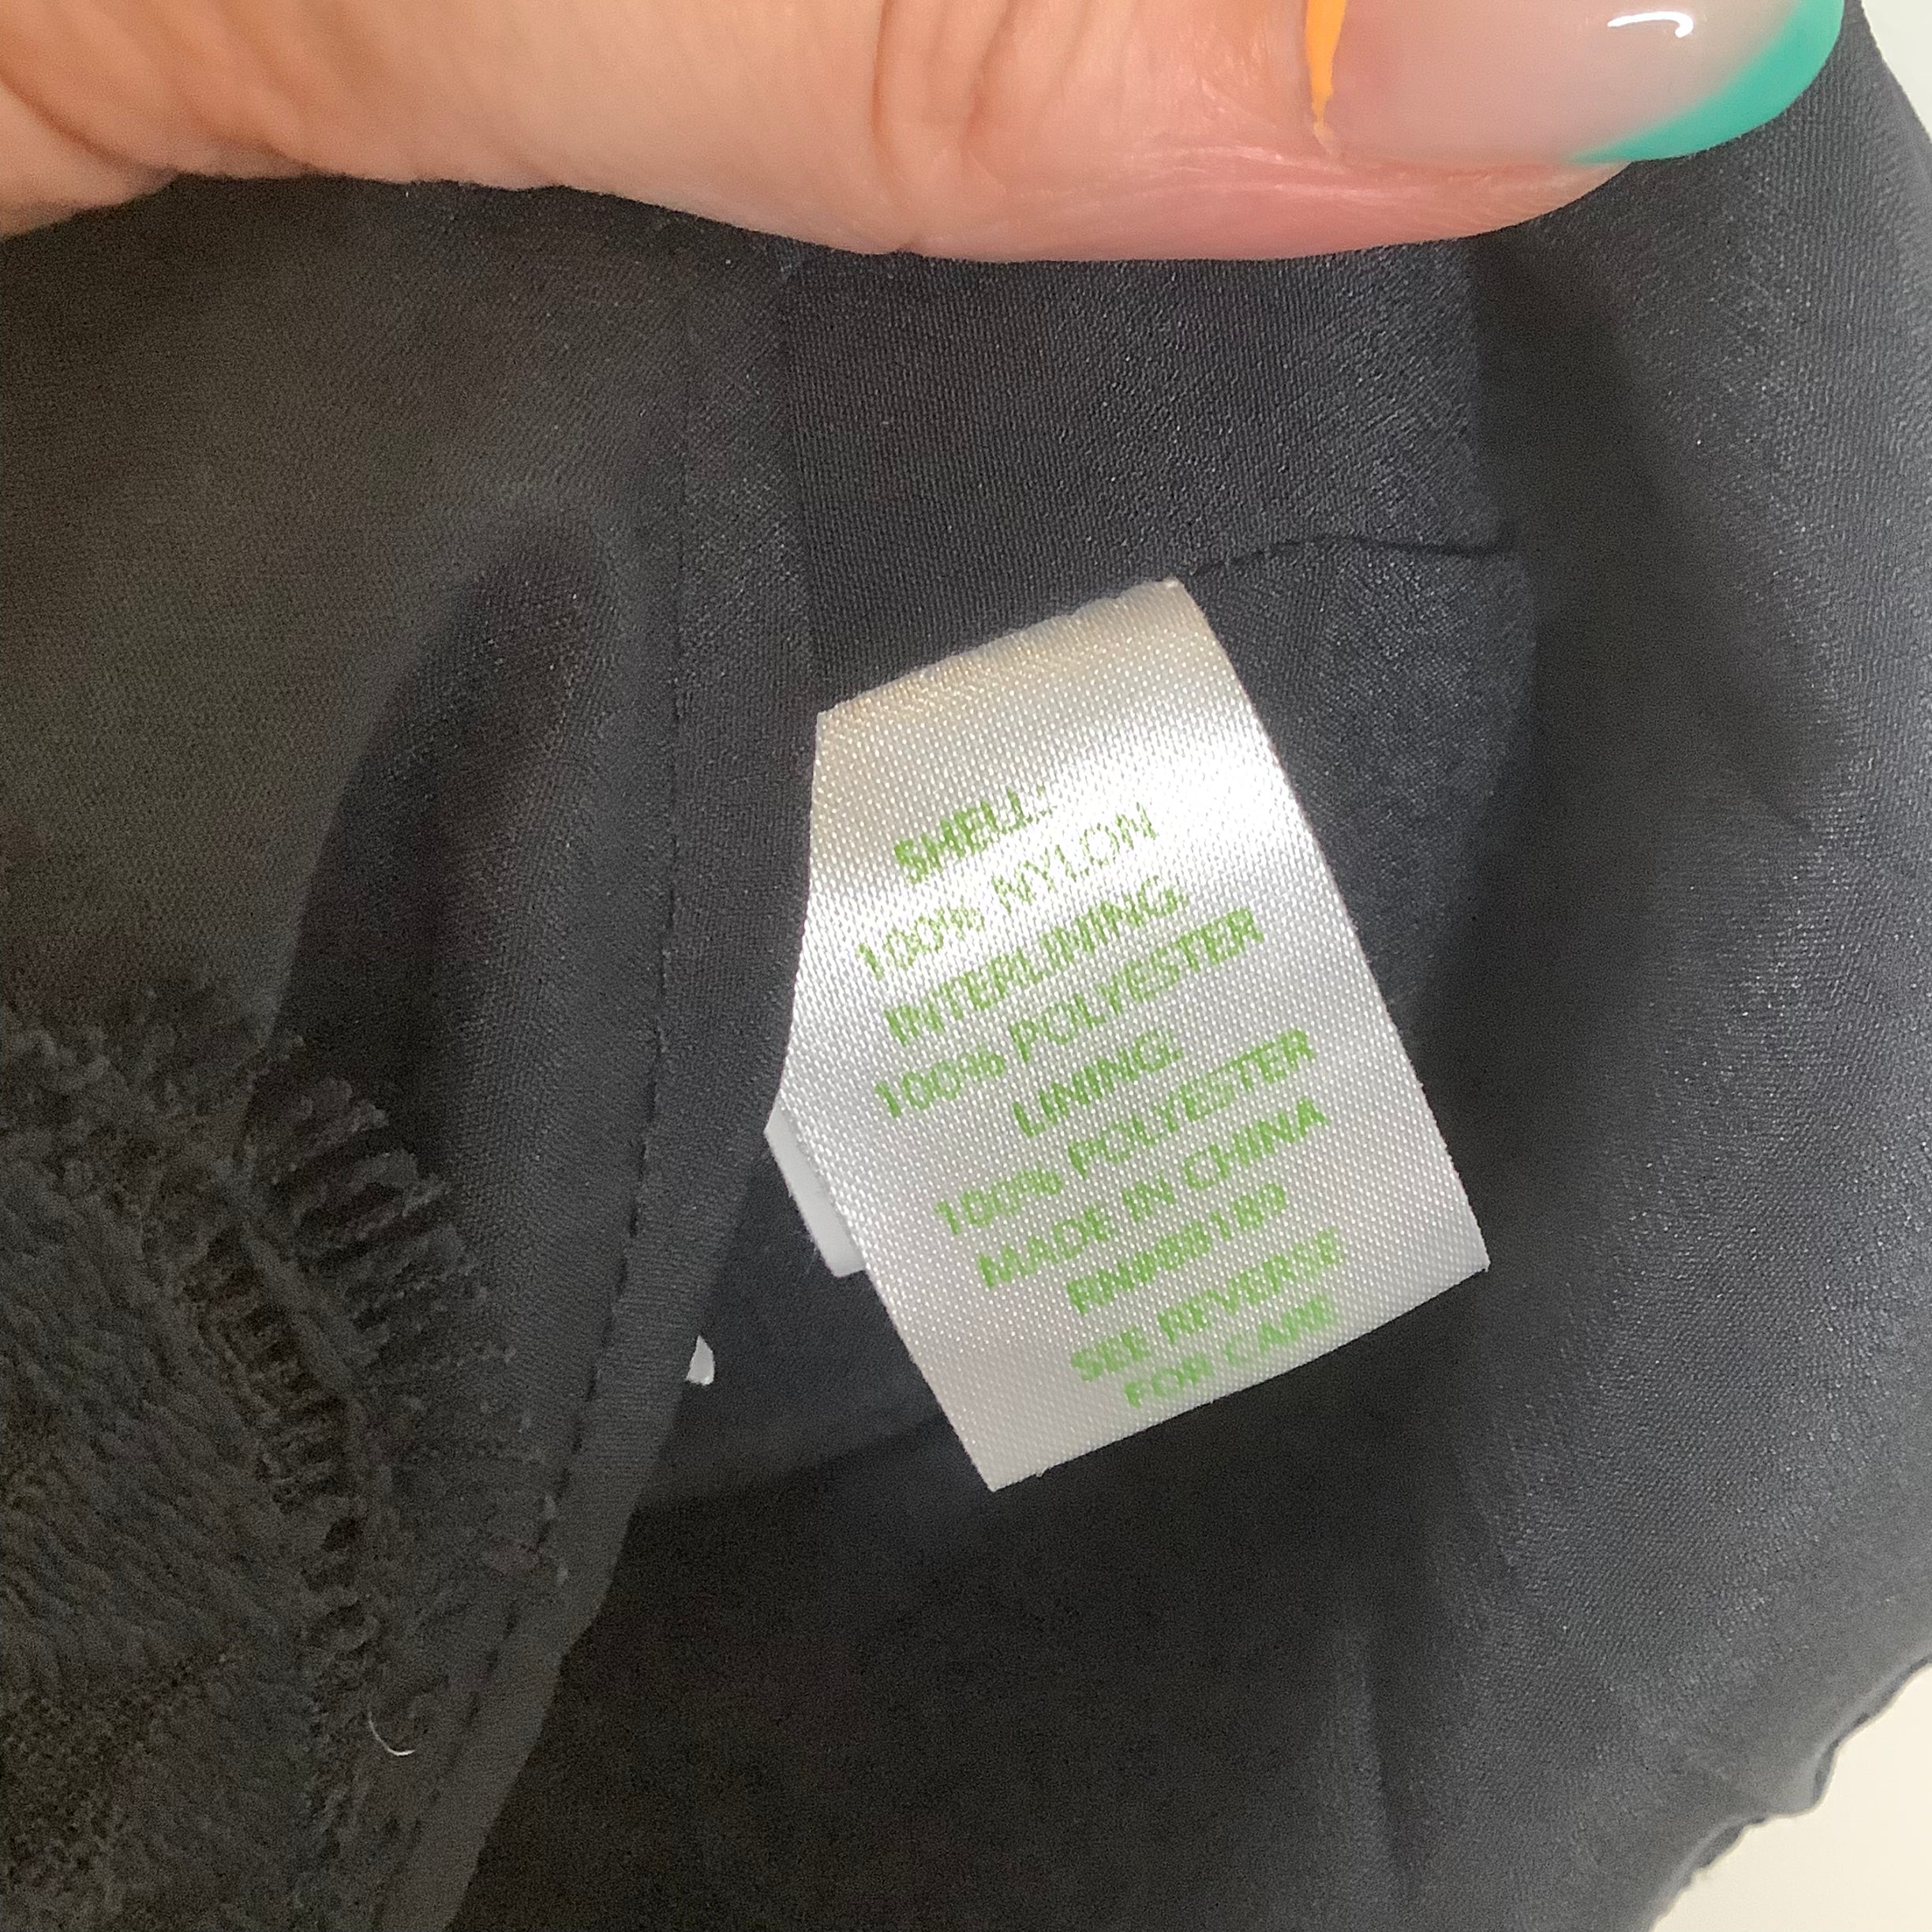 SHELL:
100% NYLON
INTERLINING
100% POLYESTER
LINING:
100% POLYESTER
MADE IN CHINA
SEE REVERSE
FOR CARE